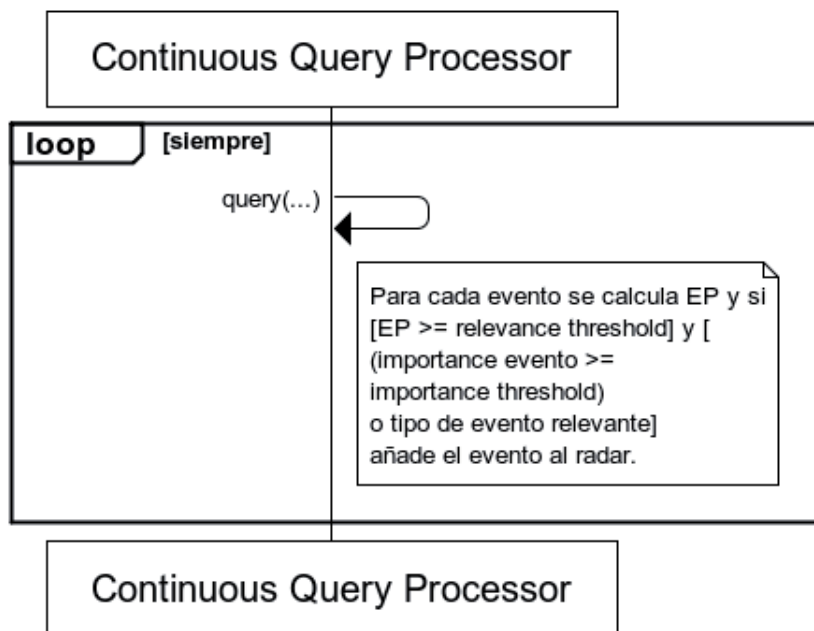 Continuous Query Processor
loop
[siempre]
query(...)
Para cada evento se calcula EP y si
[EP >= relevance threshold] y [
(importance evento >=
importance threshold)
o tipo de evento relevante]
añade el evento al radar.
Continuous Query Processor